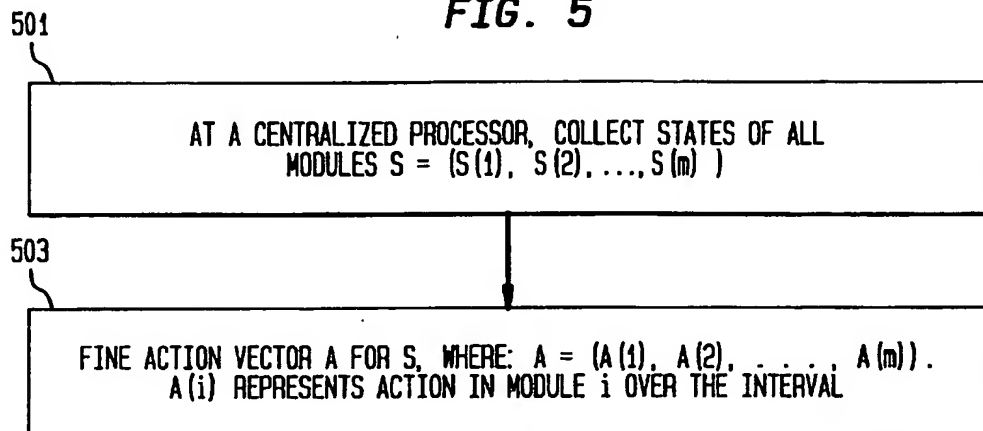 FIG. 5
501
AT A CENTRALIZED PROCESSOR, COLLECT STATES OF ALL
MODULES S = (S(1), S(2),..., S(m) )
503
FINE ACTION VECTOR A FOR S, WHERE: A = (A(1), A(2), . . . , A(m)).
A(i) REPRESENTS ACTION IN MODULE i OVER THE INTERVAL